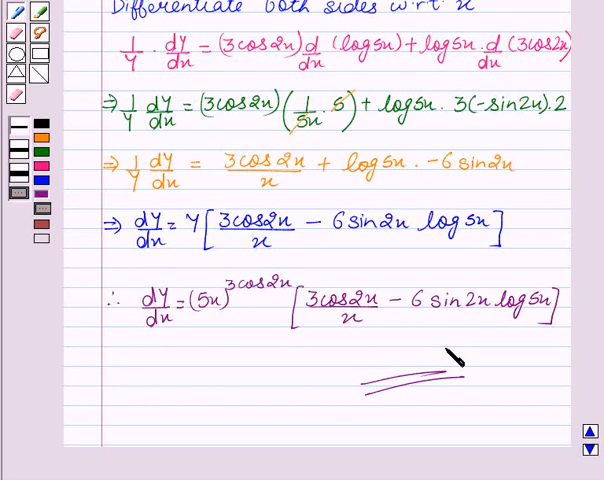 Differentiate both sides w.r.t. x
1/y · dy/dx = (3cos2x) d/dx (log5x) + log5x · d/dx (3cos2x)
⇒ 1/y dy/dx = (3cos2x) (1/5x · 5) + log5x · 3(-sin2x)·2
⇒ 1/y dy/dx = 3cos2x/x + log5x · -6sin2x
⇒ dy/dx = y [3cos2x/x - 6sin2x log5x]
∴ dy/dx = (5x)^3cos2x [3cos2x/x - 6 sin2x log5x]